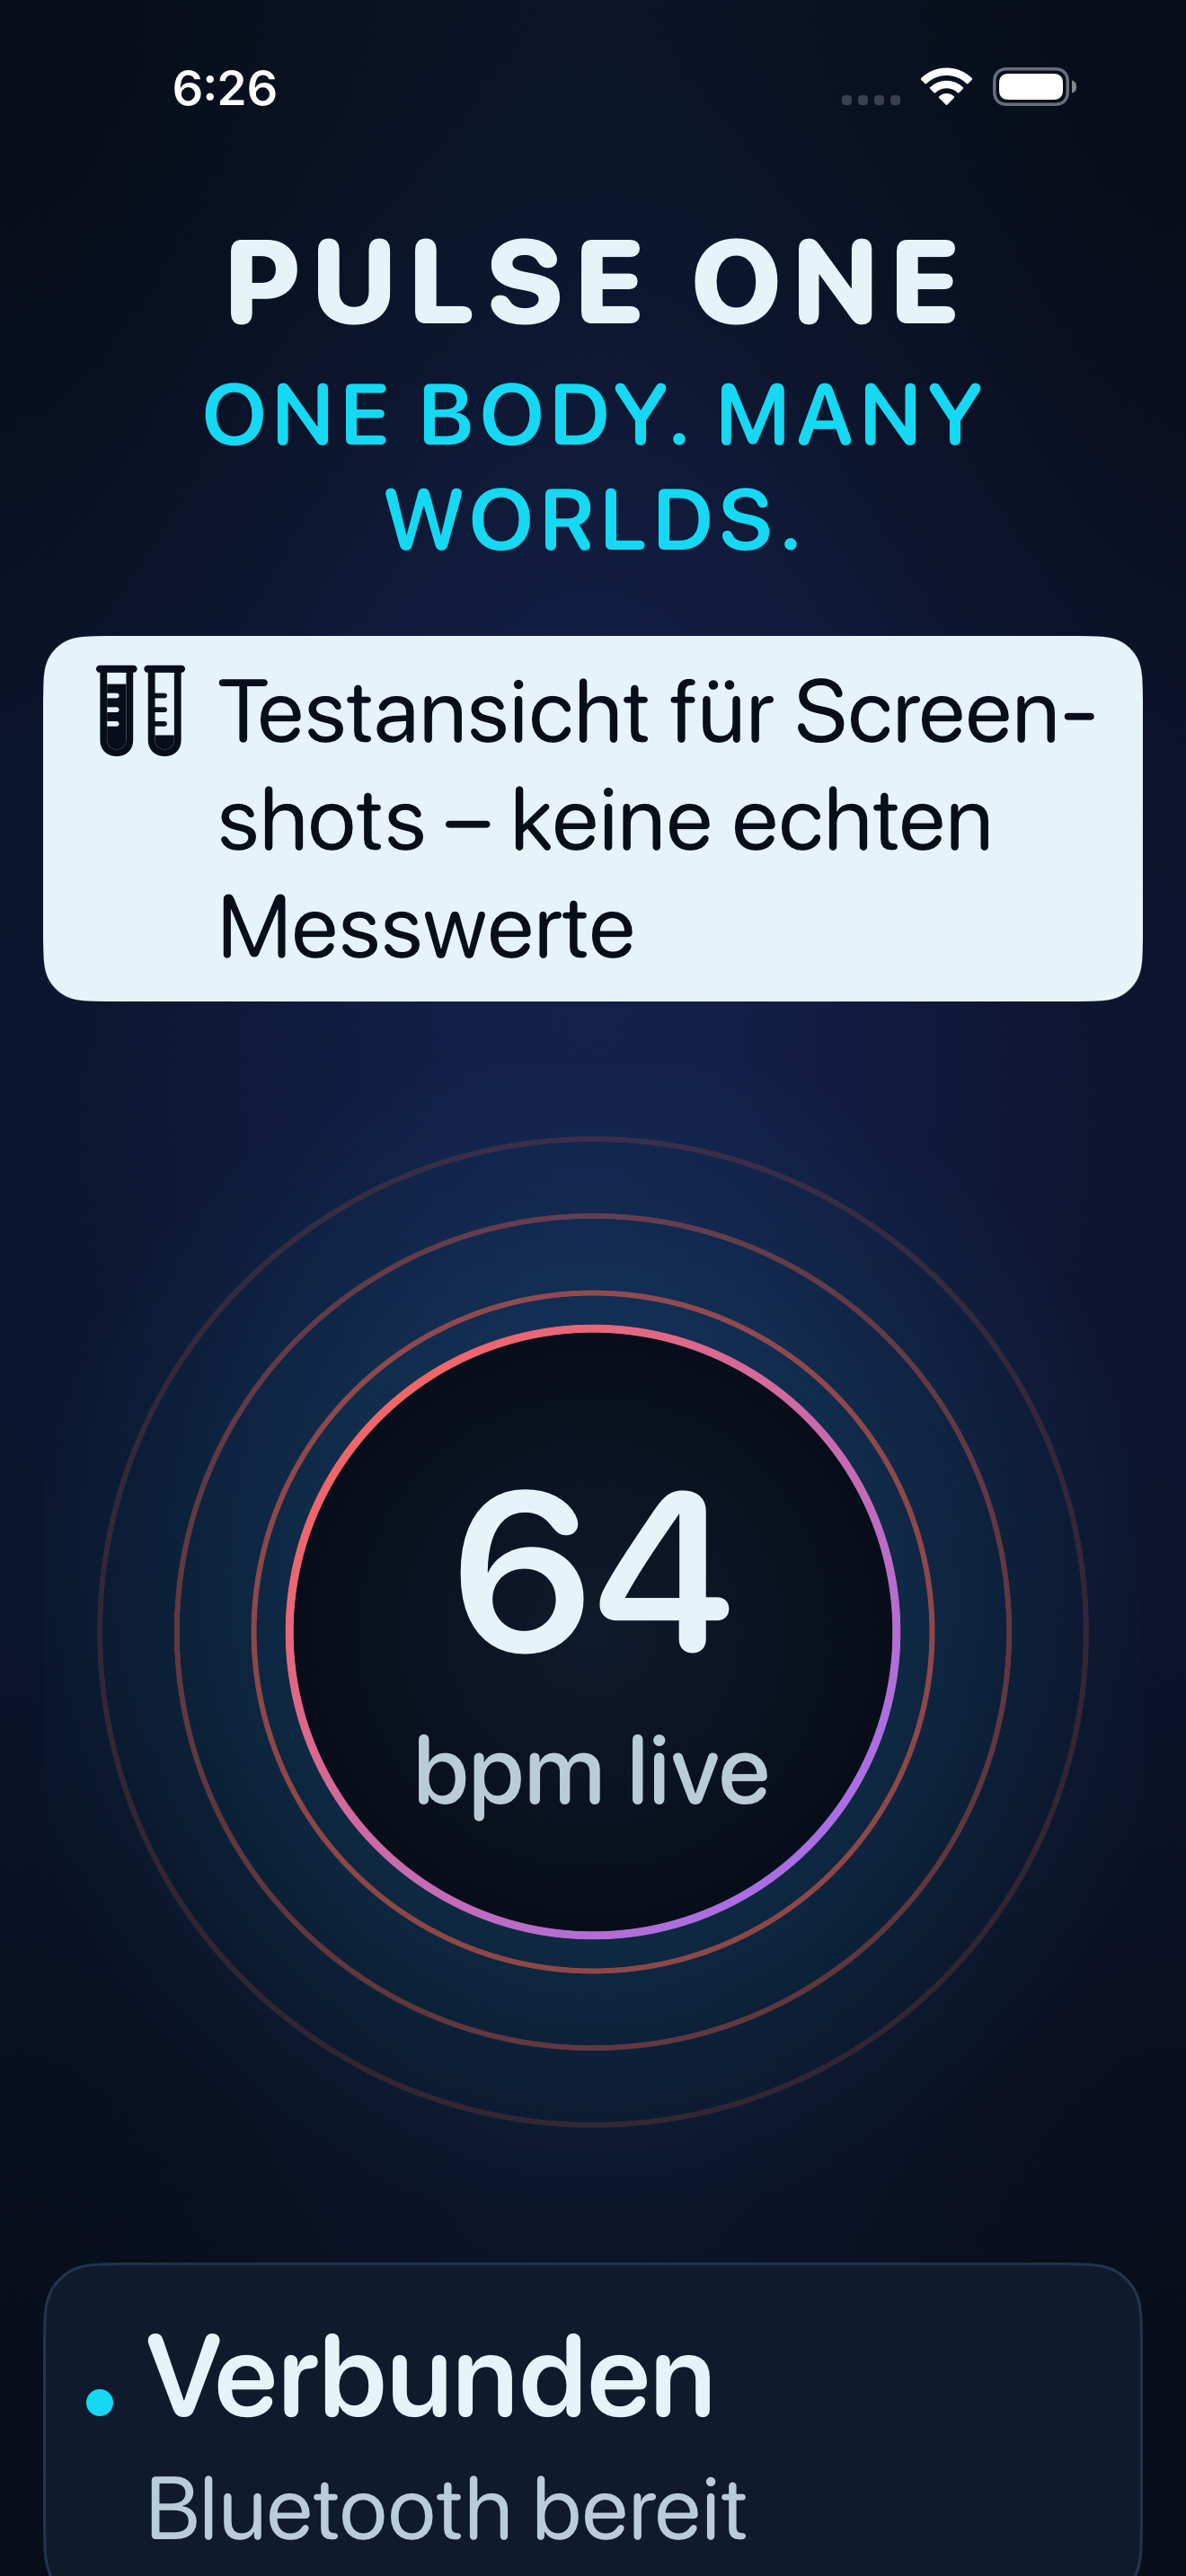 6:26
PULSE ONE
ONE BODY. MANY
WORLDS.
Testansicht für Screen-
shots – keine echten
Messwerte
64
bpm live
Verbunden
Bluetooth bereit